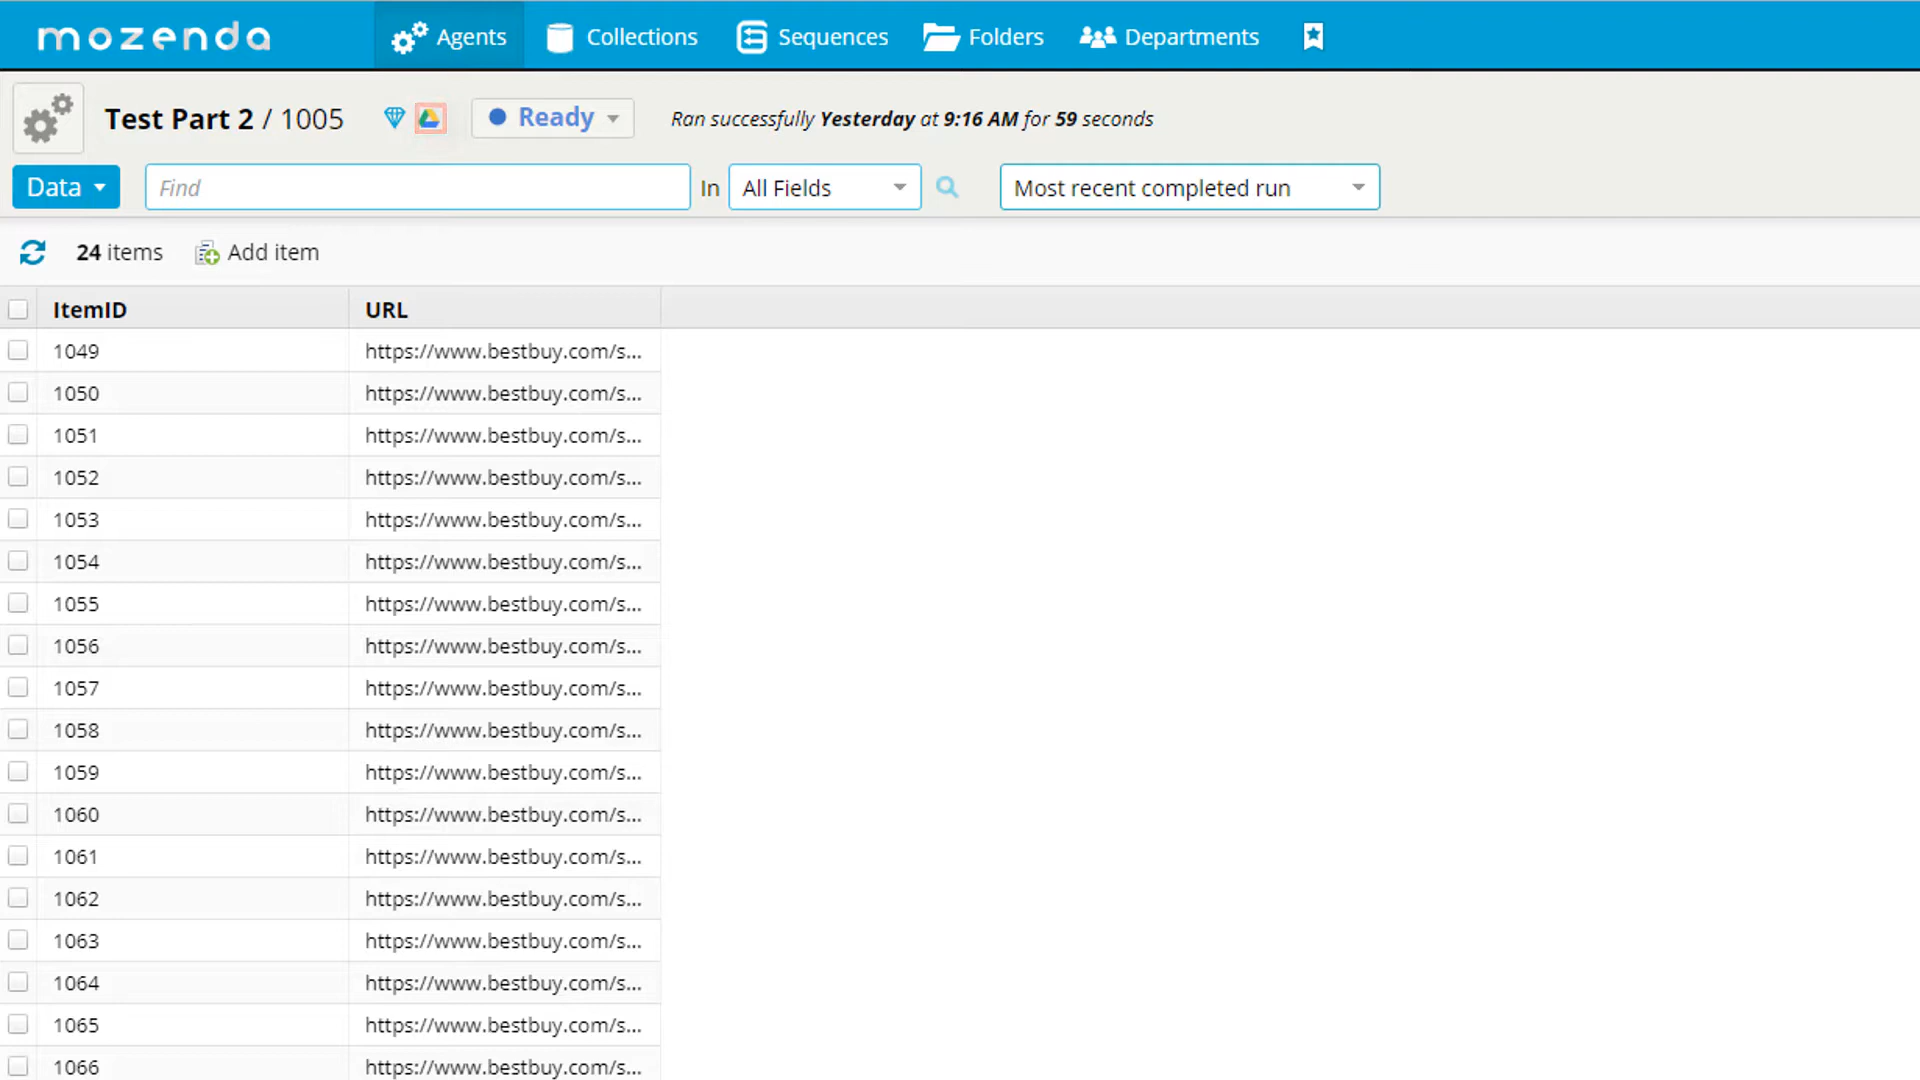 mozenda Agents Collections Sequences Folders Departments
Test Part 2 / 1005 Ready Ran successfully Yesterday at 9:16 AM for 59 seconds
Data Find In All Fields Most recent completed run
24 items Add item
ItemID URL
1049 https://www.bestbuy.com/s...
1050 https://www.bestbuy.com/s...
1051 https://www.bestbuy.com/s...
1052 https://www.bestbuy.com/s...
1053 https://www.bestbuy.com/s...
1054 https://www.bestbuy.com/s...
1055 https://www.bestbuy.com/s...
1056 https://www.bestbuy.com/s...
1057 https://www.bestbuy.com/s...
1058 https://www.bestbuy.com/s...
1059 https://www.bestbuy.com/s...
1060 https://www.bestbuy.com/s...
1061 https://www.bestbuy.com/s...
1062 https://www.bestbuy.com/s...
1063 https://www.bestbuy.com/s...
1064 https://www.bestbuy.com/s...
1065 https://www.bestbuy.com/s...
1066 https://www.bestbuy.com/s...